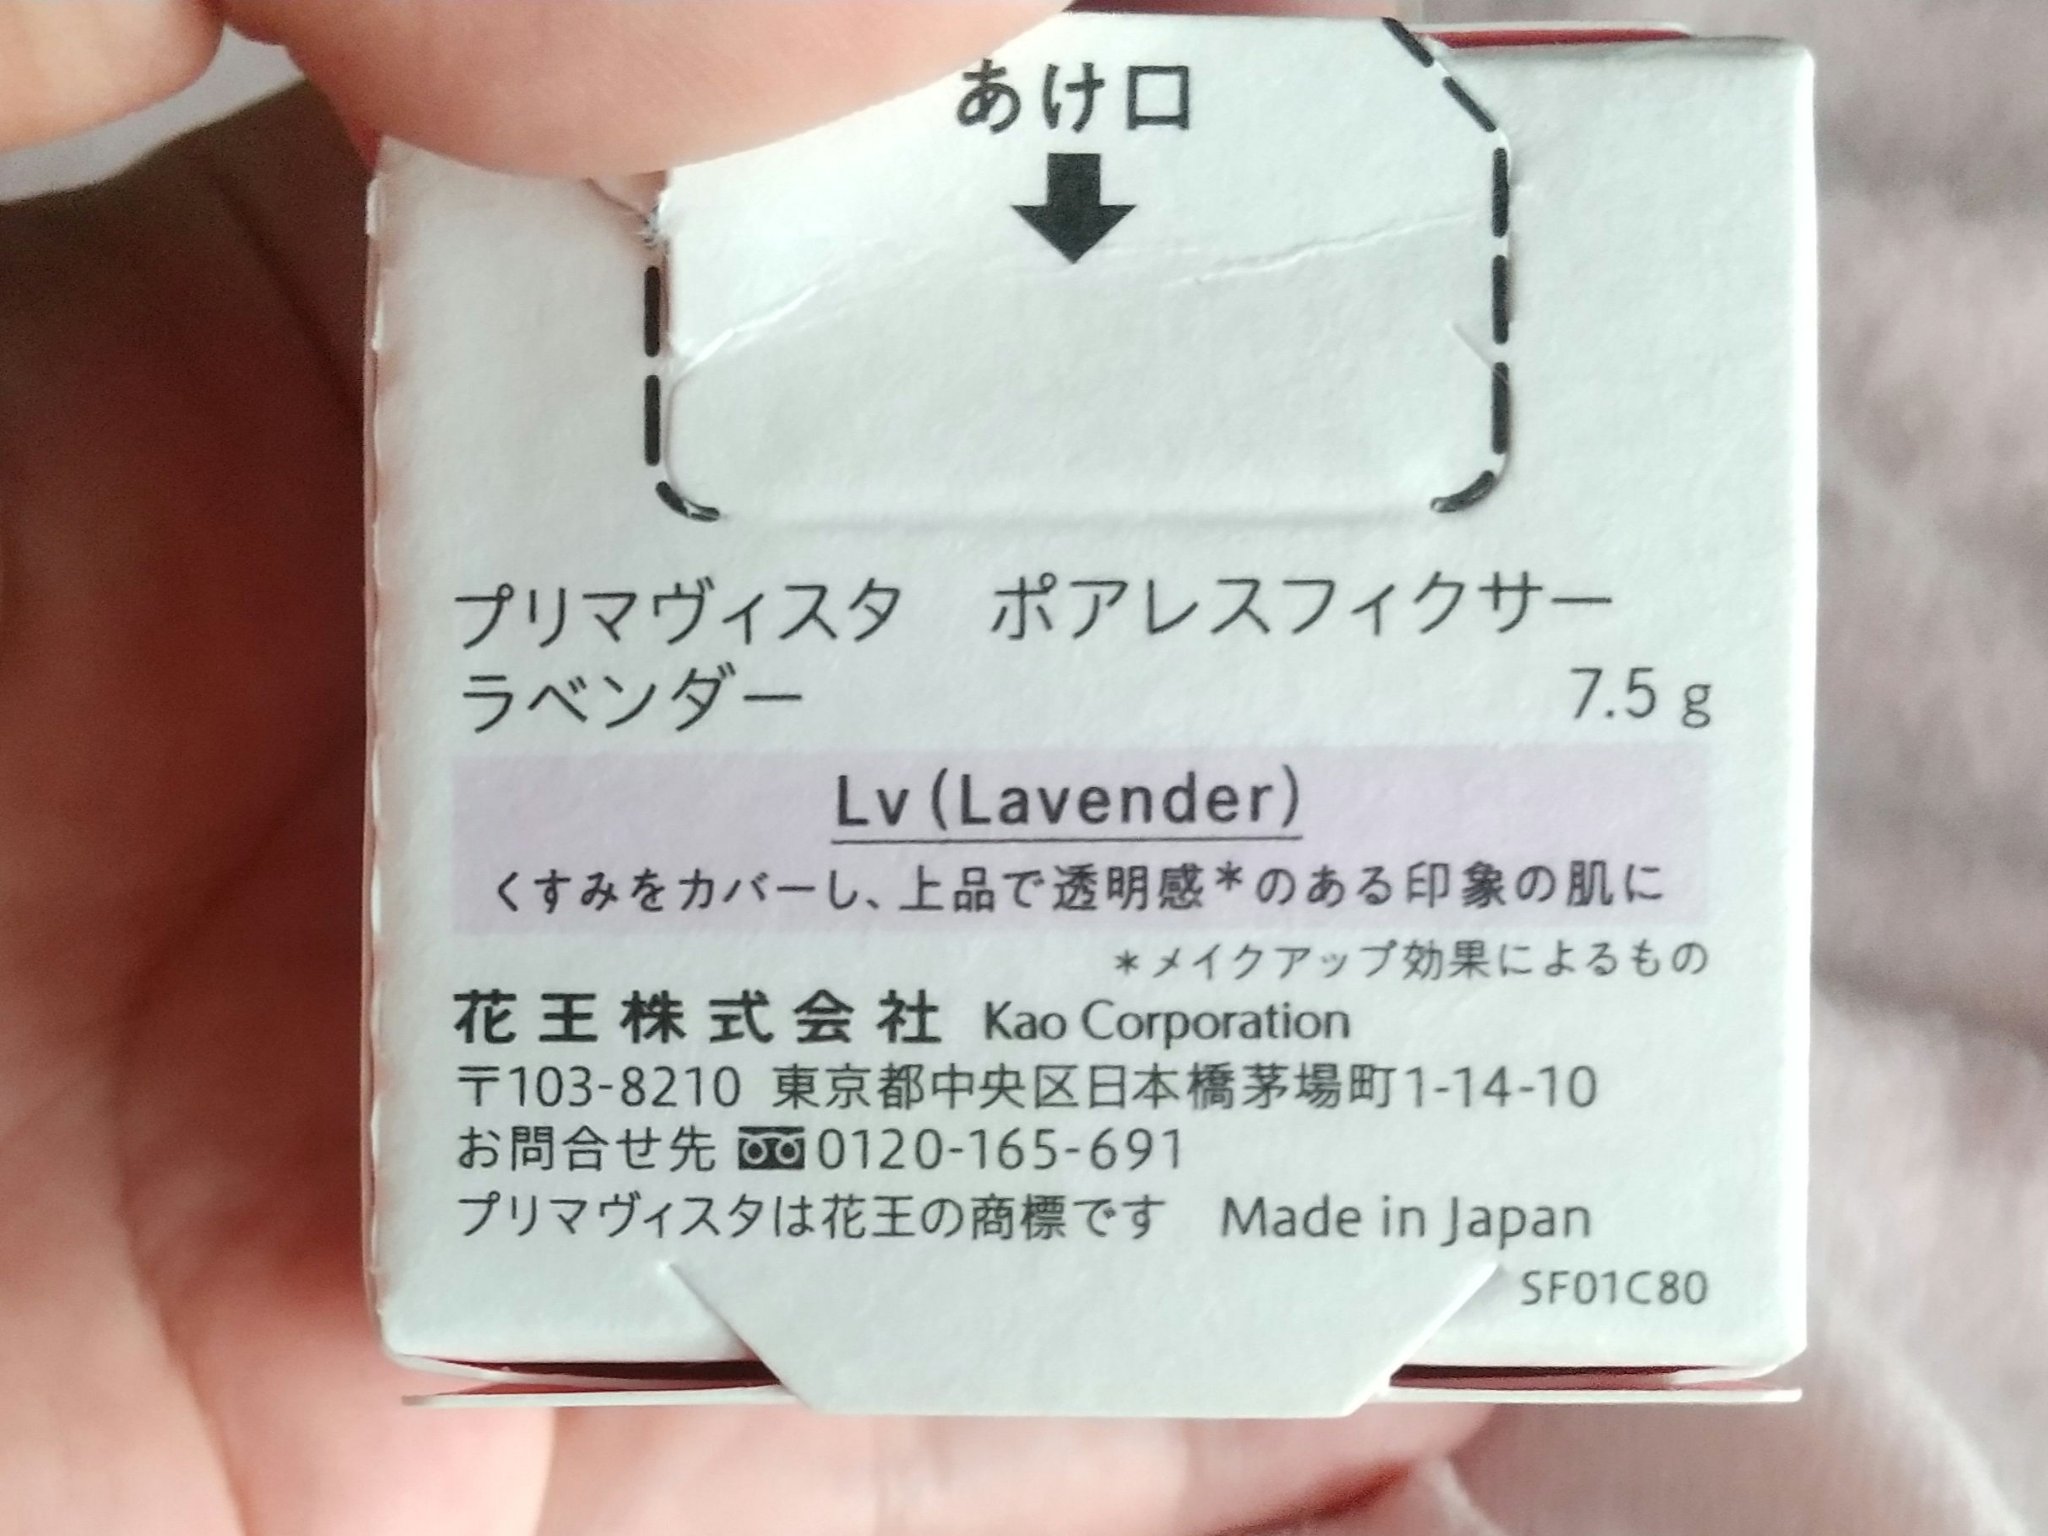 あけ口
プリマヴィスタ　ポアレスフィクサー
ラベンダー 7.5 g
Lv (Lavender)
くすみをカバーし、上品で透明感*のある印象の肌に
*メイクアップ効果によるもの
花王株式会社 Kao Corporation
〒103-8210 東京都中央区日本橋茅場町1-14-10
お問合せ先 0120-165-691
プリマヴィスタは花王の商標です　Made in Japan
SF01C80